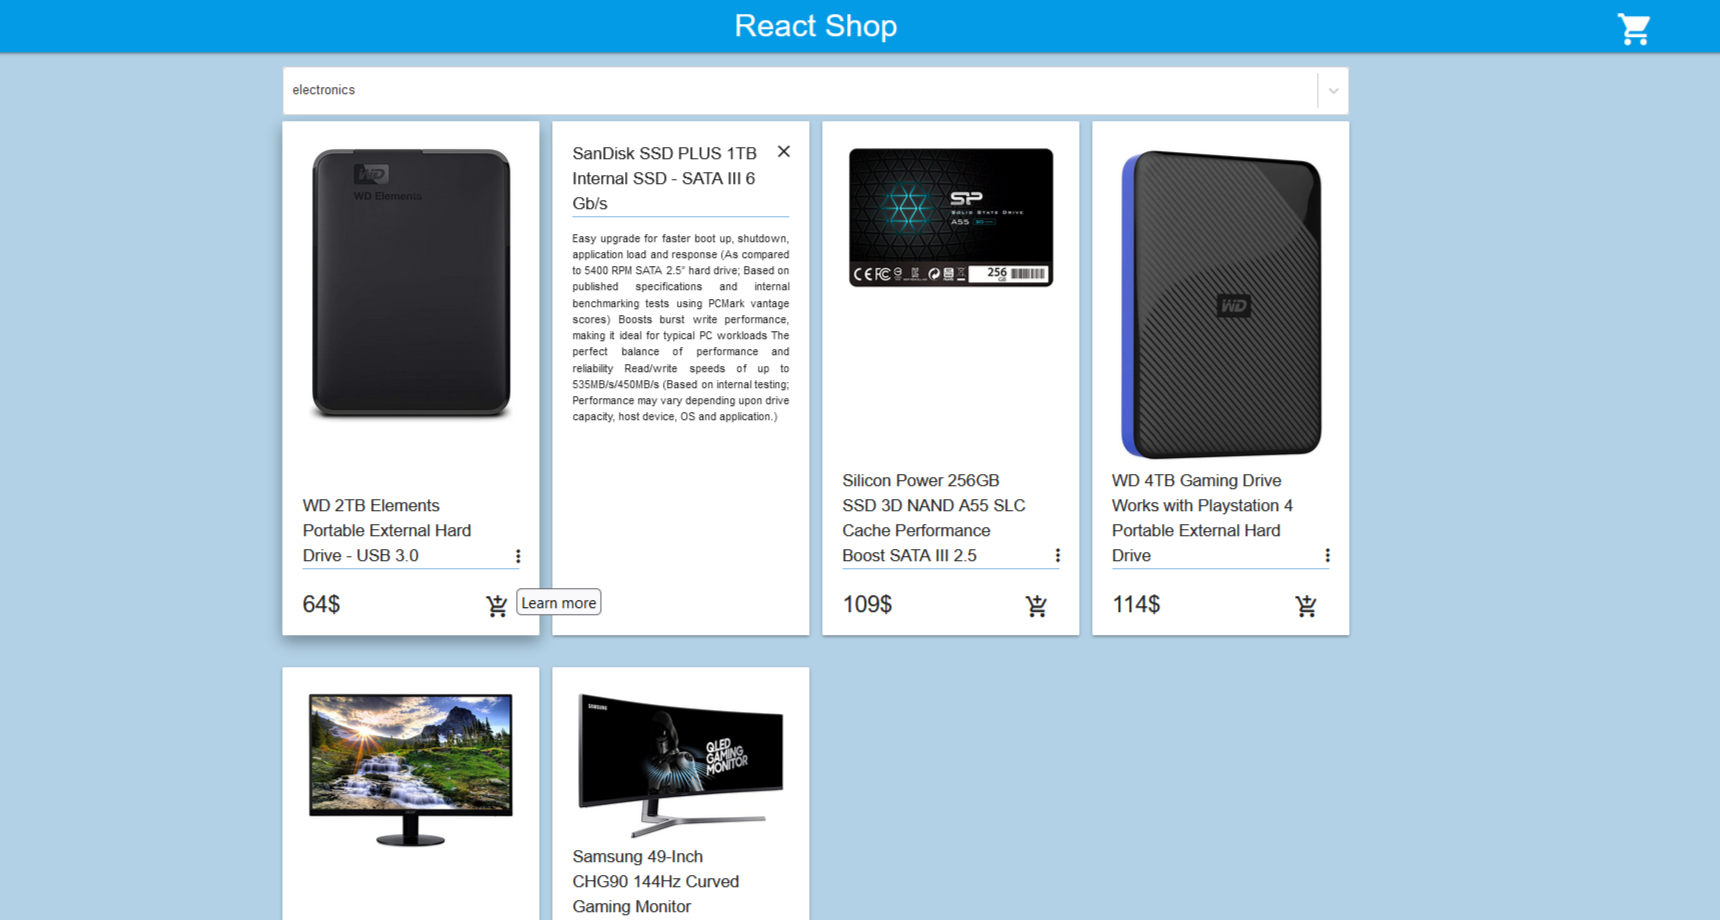 React Shop
electronics
WD
WD Elements
WD 2TB Elements
Portable External Hard
Drive - USB 3.0
64$
Learn more
SanDisk SSD PLUS 1TB
Internal SSD - SATA III 6
Gb/s
Easy upgrade for faster boot up, shutdown,
application load and response (As compared
to 5400 RPM SATA 2.5" hard drive; Based on
published specifications and internal
benchmarking tests using PCMark vantage
scores) Boosts burst write performance,
making it ideal for typical PC workloads The
perfect balance of performance and
reliability Read/write speeds of up to
535MB/s/450MB/s (Based on internal testing;
Performance may vary depending upon drive
capacity, host device, OS and application.)
SP
SOLID STATE DRIVE
A55
256
GB
Silicon Power 256GB
SSD 3D NAND A55 SLC
Cache Performance
Boost SATA III 2.5
109$
WD
WD 4TB Gaming Drive
Works with Playstation 4
Portable External Hard
Drive
114$
SAMSUNG
QLED
GAMING
MONITOR
Samsung 49-Inch
CHG90 144Hz Curved
Gaming Monitor